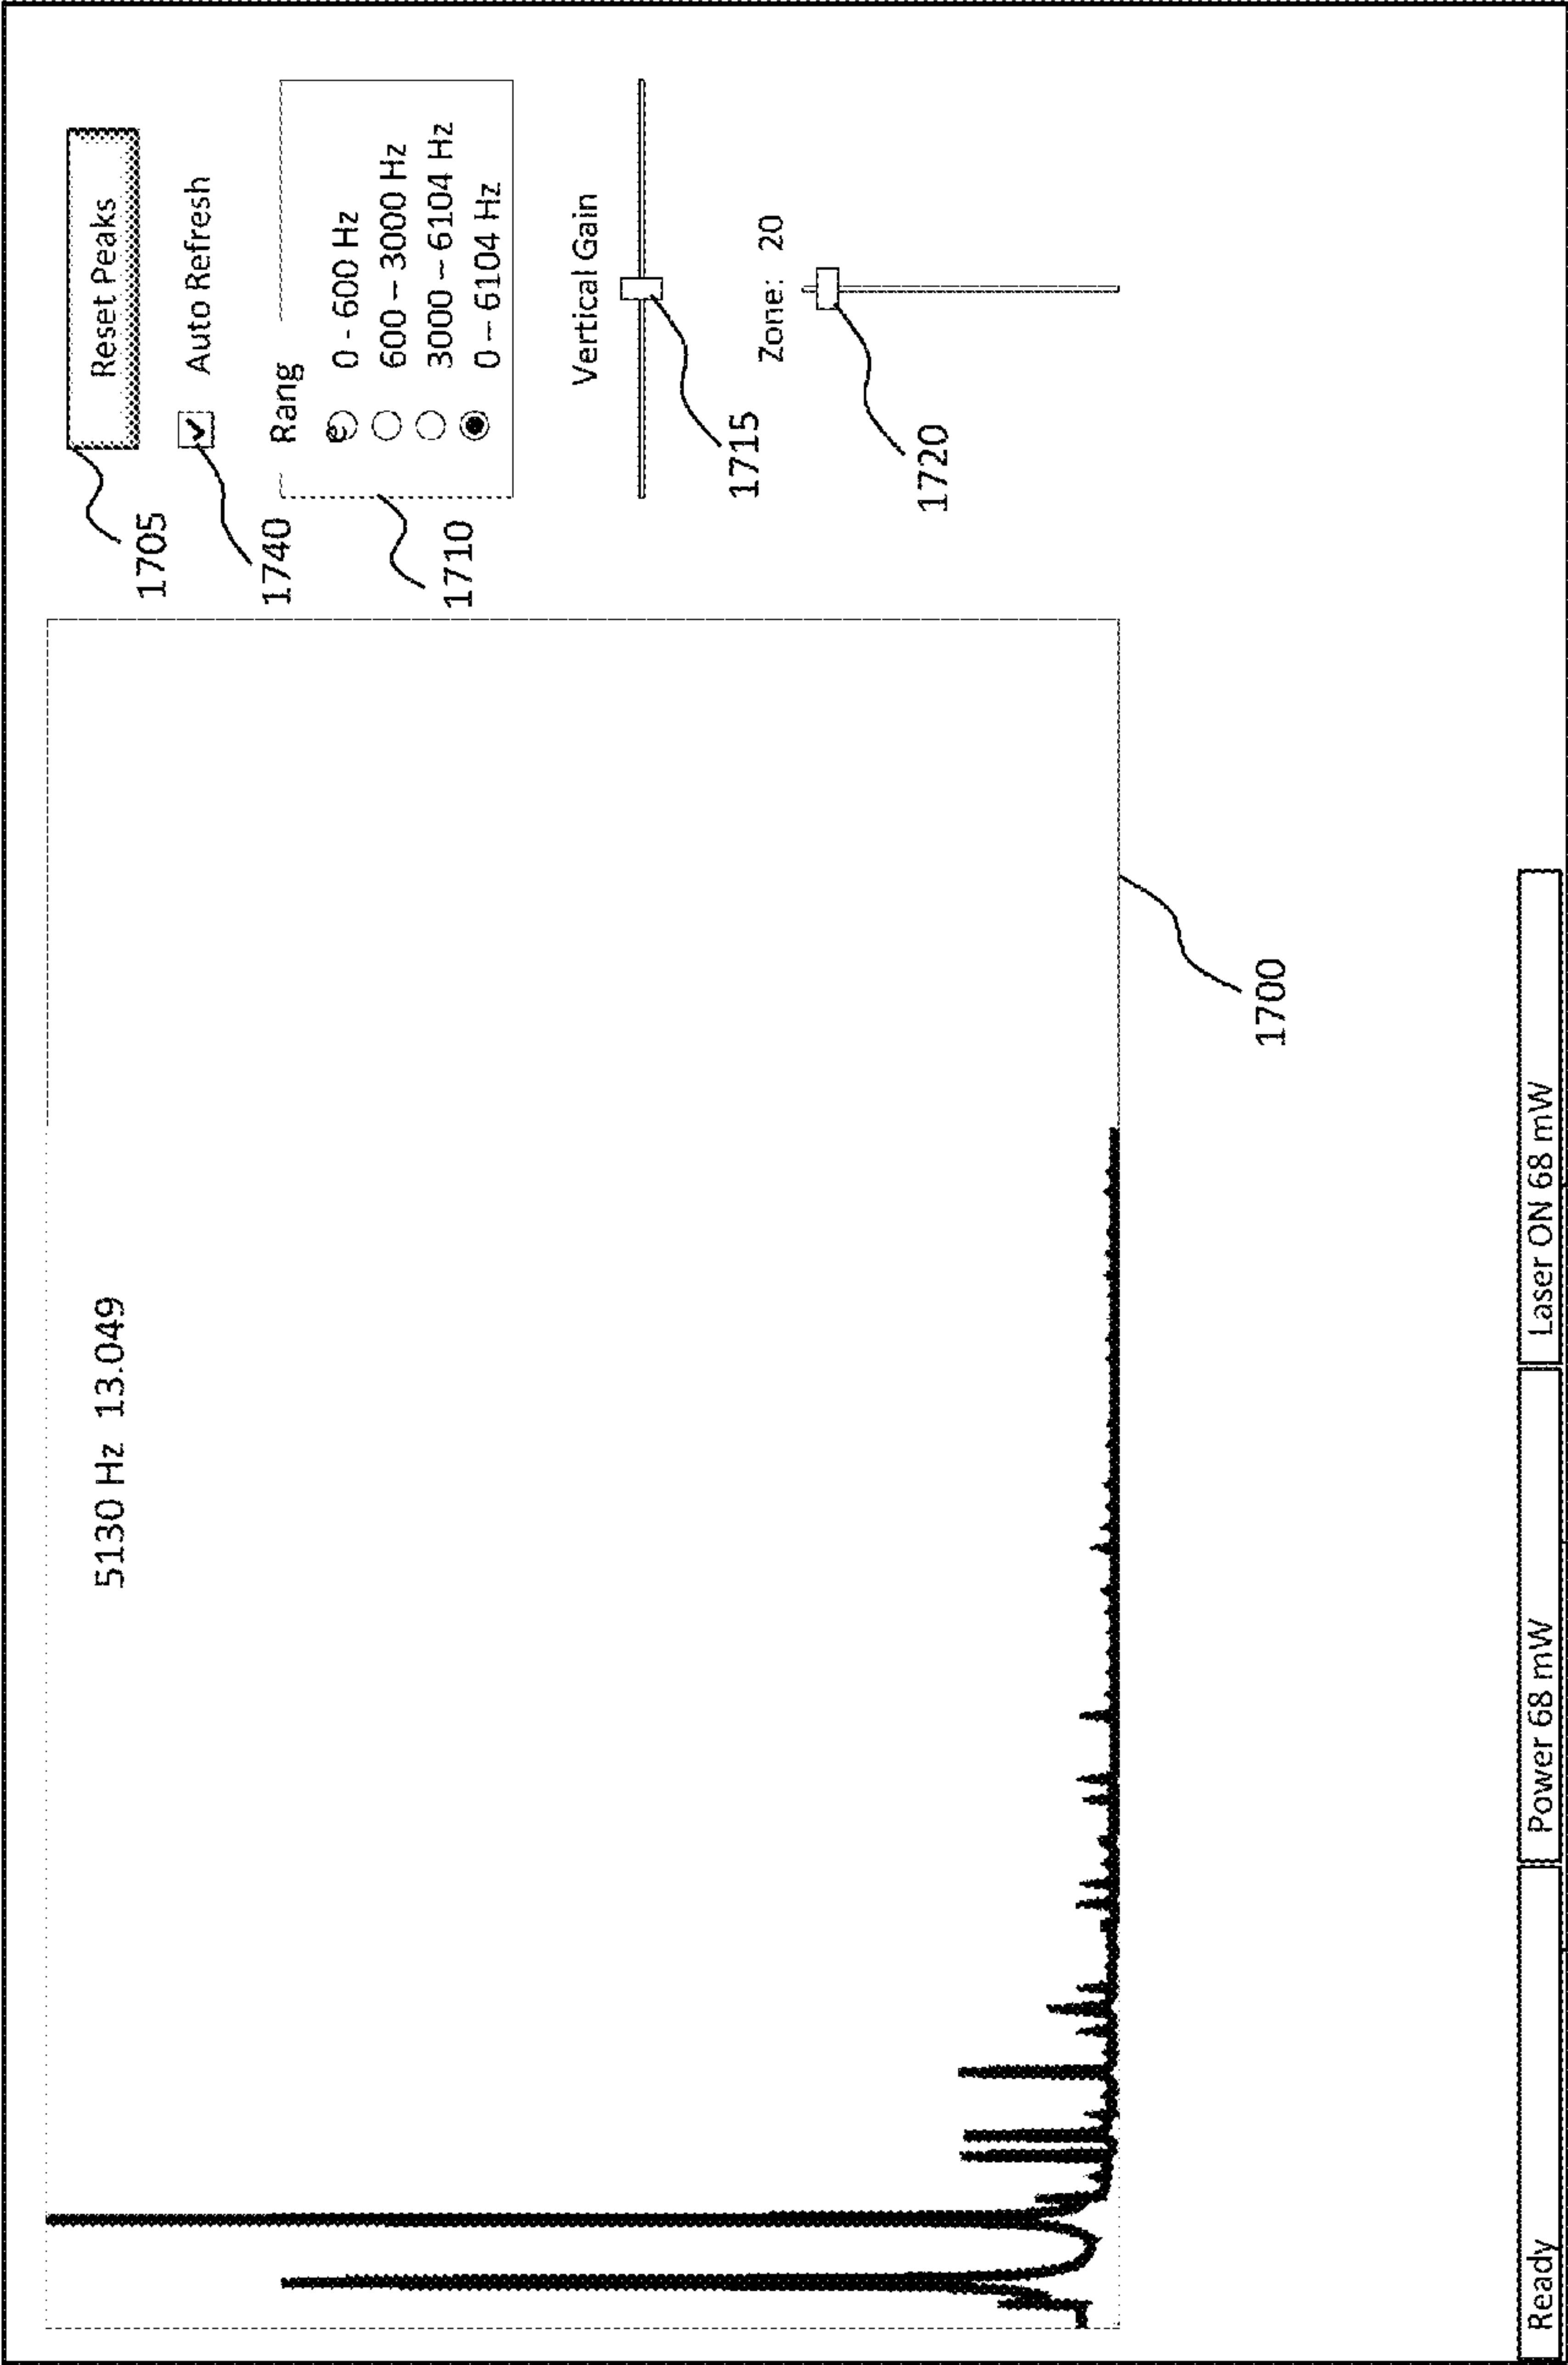 5130 Hz 13.049
Reset Peaks
1705
Auto Refresh
1740
Rang
e
0 - 600 Hz
600 – 3000 Hz
3000 – 6104 Hz
0 – 6104 Hz
1710
Vertical Gain
1715
Zone: 20
1720
1700
Ready
Power 68 mW
Laser ON 68 mW